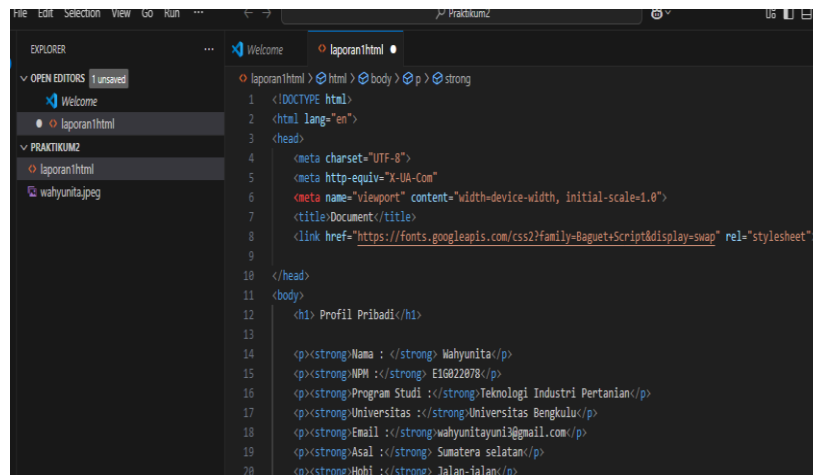 File Edit Selection View Go Run ···
Praktikum2
EXPLORER ···
OPEN EDITORS 1 unsaved
Welcome
laporan1html
PRAKTIKUM2
laporan1html
wahyunita.jpeg
Welcome laporan1html
laporan1html > html > body > p > strong
1 <!DOCTYPE html>
2 <html lang="en">
3 <head>
4 <meta charset="UTF-8">
5 <meta http-equiv="X-UA-Com"
6 <meta name="viewport" content="width=device-width, initial-scale=1.0">
7 <title>Document</title>
8 <link href="https://fonts.googleapis.com/css2?family=Baguet+Script&display=swap" rel="stylesheet"
9
10 </head>
11 <body>
12 <h1> Profil Pribadi</h1>
13
14 <p><strong>Nama : </strong> Wahyunita</p>
15 <p><strong>NPM :</strong> E1G022078</p>
16 <p><strong>Program Studi :</strong>Teknologi Industri Pertanian</p>
17 <p><strong>Universitas :</strong>Universitas Bengkulu</p>
18 <p><strong>Email :</strong>wahyunitayuni3@gmail.com</p>
19 <p><strong>Asal :</strong> Sumatera selatan</p>
20 <p><strong>Hobi :</strong> Jalan-jalan</p>